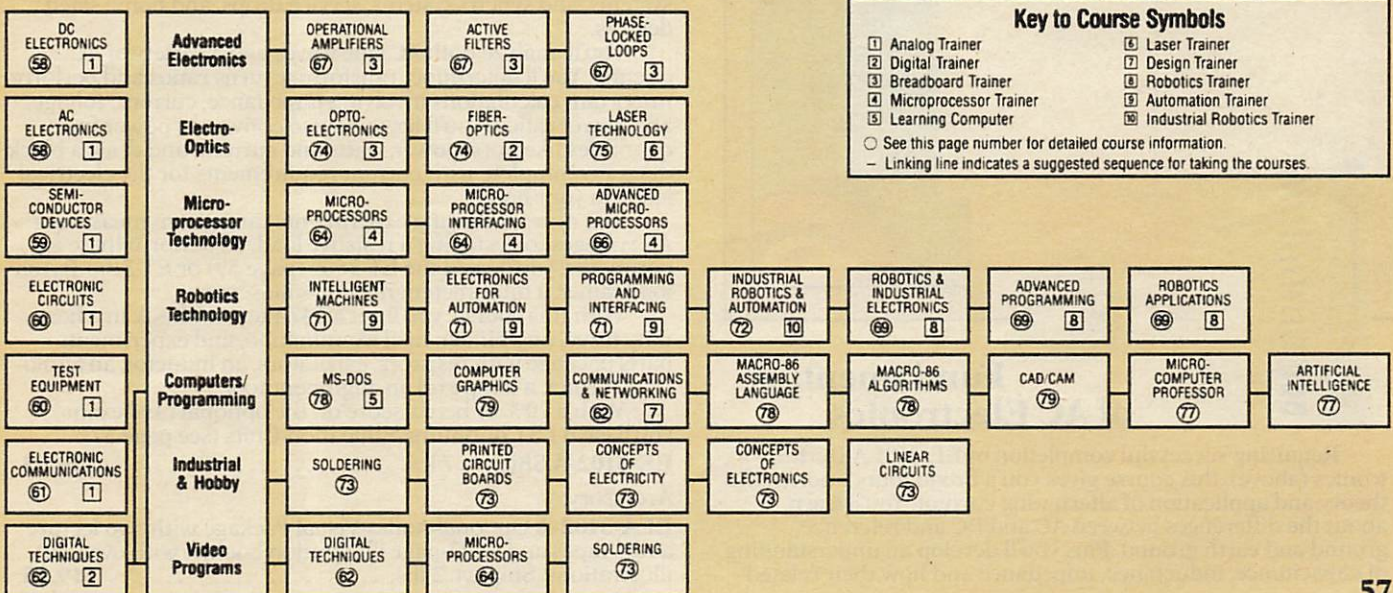 DC
ELECTRONICS
58 1
Advanced
Electronics
OPERATIONAL
AMPLIFIERS
67 3
ACTIVE
FILTERS
67 3
PHASE-
LOCKED
LOOPS
67 3
Key to Course Symbols
1 Analog Trainer
2 Digital Trainer
3 Breadboard Trainer
4 Microprocessor Trainer
5 Learning Computer
6 Laser Trainer
7 Design Trainer
8 Robotics Trainer
9 Automation Trainer
10 Industrial Robotics Trainer
○ See this page number for detailed course information.
– Linking line indicates a suggested sequence for taking the courses.
AC
ELECTRONICS
58 1
Electro-
Optics
OPTO-
ELECTRONICS
74 3
FIBER-
OPTICS
74 2
LASER
TECHNOLOGY
75 6
SEMI-
CONDUCTOR
DEVICES
59 1
Micro-
processor
Technology
MICRO-
PROCESSORS
64 4
MICRO-
PROCESSOR
INTERFACING
64 4
ADVANCED
MICRO-
PROCESSORS
66 4
ELECTRONIC
CIRCUITS
60 1
Robotics
Technology
INTELLIGENT
MACHINES
71 9
ELECTRONICS
FOR
AUTOMATION
71 9
PROGRAMMING
AND
INTERFACING
71 9
INDUSTRIAL
ROBOTICS &
AUTOMATION
72 10
ROBOTICS &
INDUSTRIAL
ELECTRONICS
69 8
ADVANCED
PROGRAMMING
69 8
ROBOTICS
APPLICATIONS
69 8
TEST
EQUIPMENT
60 1
Computers/
Programming
MS-DOS
78 5
COMPUTER
GRAPHICS
79
COMMUNICATIONS
& NETWORKING
62 7
MACRO-86
ASSEMBLY
LANGUAGE
78
MACRO-86
ALGORITHMS
78
CAD/CAM
79
MICRO-
COMPUTER
PROFESSOR
77
ARTIFICIAL
INTELLIGENCE
77
ELECTRONIC
COMMUNICATIONS
61 1
Industrial
& Hobby
SOLDERING
73
PRINTED
CIRCUIT
BOARDS
73
CONCEPTS
OF
ELECTRICITY
73
CONCEPTS
OF
ELECTRONICS
73
LINEAR
CIRCUITS
73
DIGITAL
TECHNIQUES
62 2
Video
Programs
DIGITAL
TECHNIQUES
62
MICRO-
PROCESSORS
64
SOLDERING
73
57